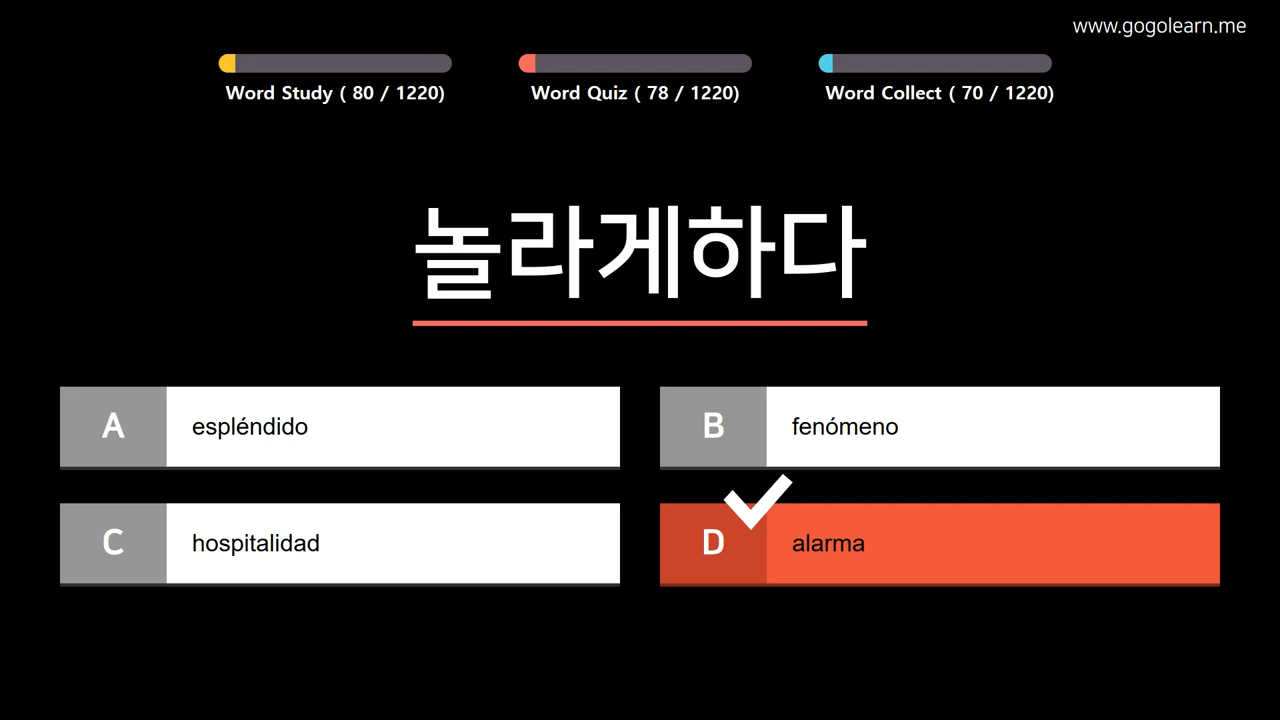 www.gogolearn.me
Word Study ( 80 / 1220)
Word Quiz ( 78 / 1220)
Word Collect ( 70 / 1220)
놀라게하다
A espléndido
B fenómeno
C hospitalidad
D alarma